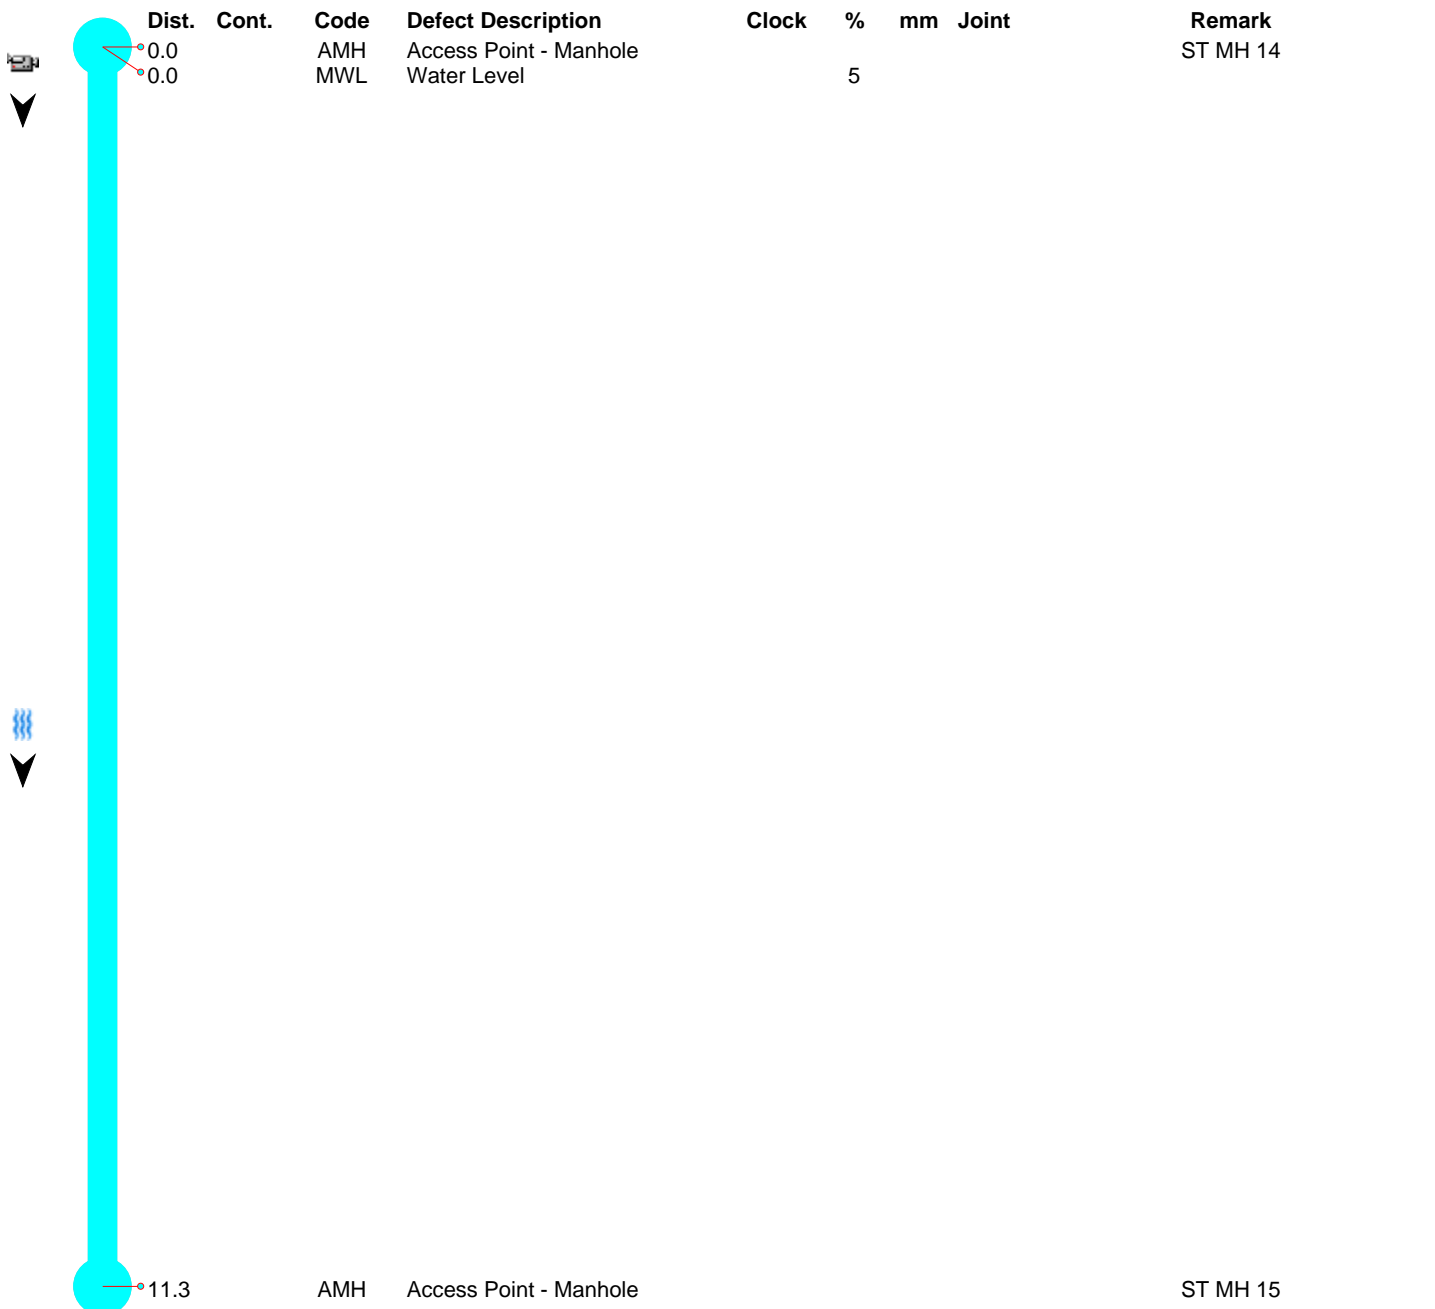 Dist. Cont. Code Defect Description Clock % mm Joint Remark
0.0 AMH Access Point - Manhole ST MH 14
0.0 MWL Water Level 5
11.3 AMH Access Point - Manhole ST MH 15